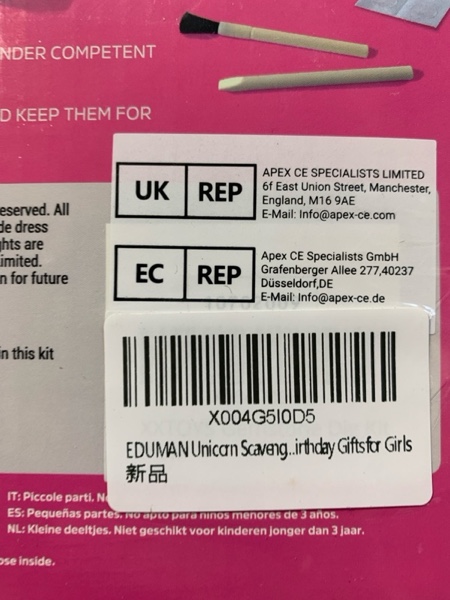 NDER COMPETENT
D KEEP THEM FOR
eserved. All
de dress
ghts are
Limited.
n for future
in this kit
UK REP
APEX CE SPECIALISTS LIMITED
6f East Union Street, Manchester,
England, M16 9AE
E-Mail: Info@apex-ce.com
EC REP
Apex CE Specialists GmbH
Grafenberger Allee 277,40237
Düsseldorf,DE
E-Mail: Info@apex-ce.de
X004G5I0D5
EDUMAN Unicorn Scaveng...irthday Gifts for Girls
新品
IT: Piccole parti. No
ES: Pequeñas partes. No apto para niños menores de 3 años.
NL: Kleine deeltjes. Niet geschikt voor kinderen jonger dan 3 jaar.
ose inside.